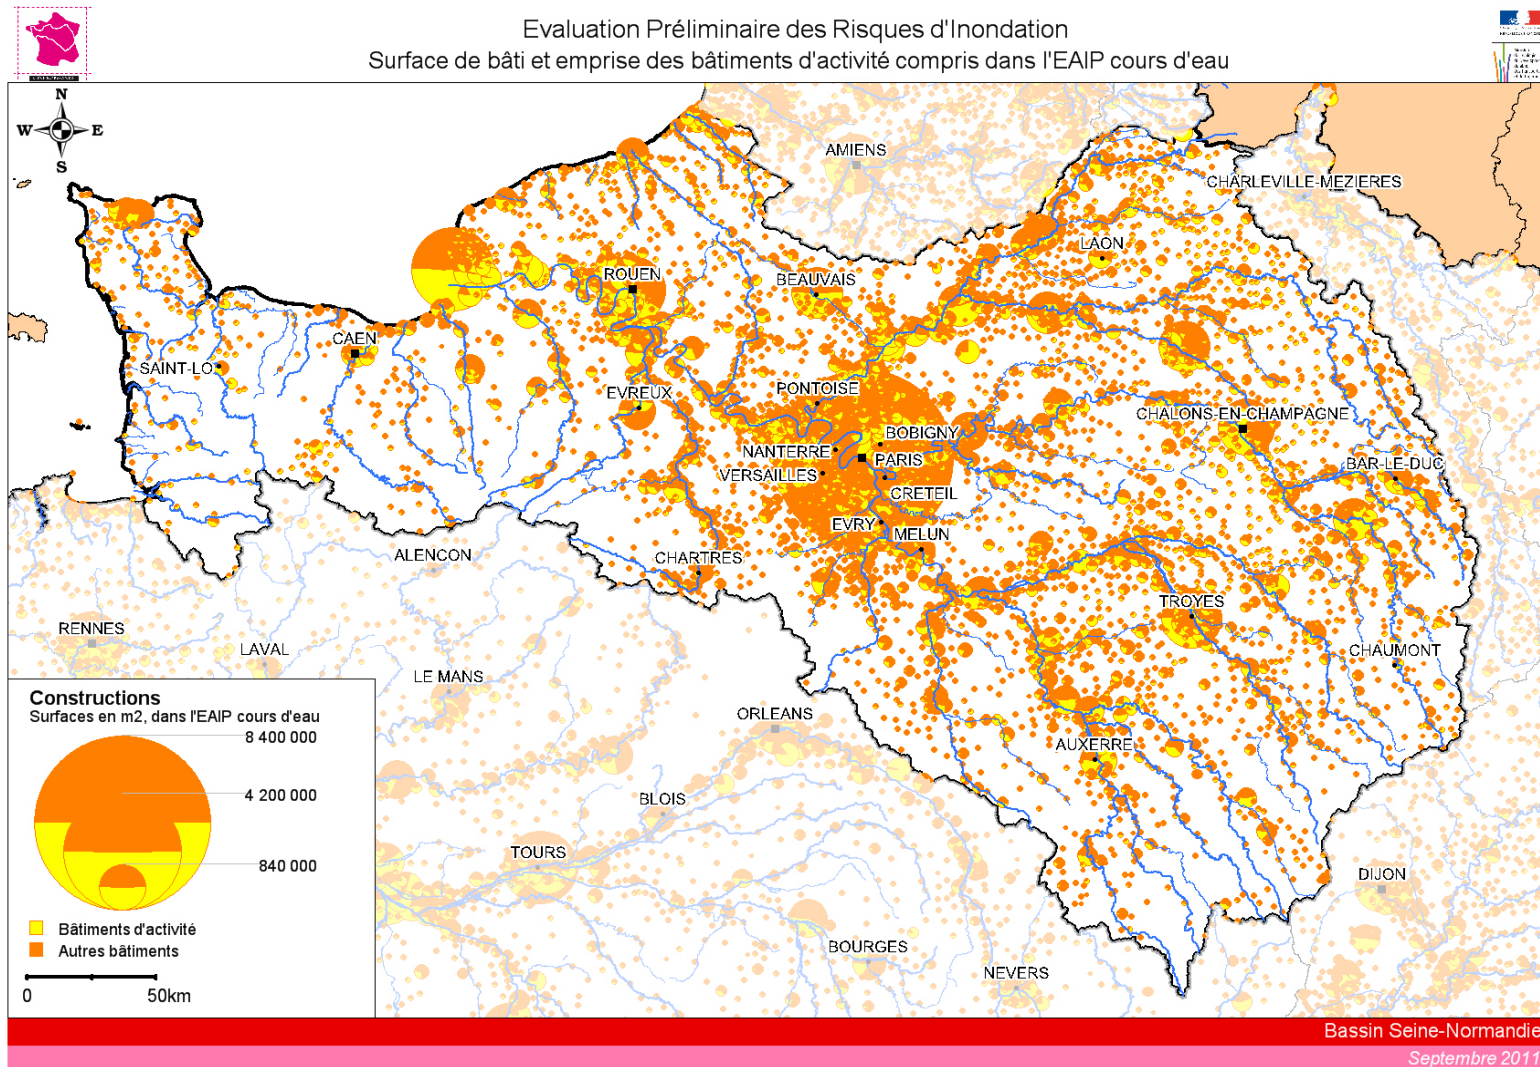 Evaluation Préliminaire des Risques d'Inondation
Surface de bâti et emprise des bâtiments d'activité compris dans l'EAIP cours d'eau
N
W E
S
AMIENS
CHARLEVILLE-MEZIERES
LAON
ROUEN
BEAUVAIS
CAEN
SAINT-LO
EVREUX
PONTOISE
CHALONS-EN-CHAMPAGNE
BOBIGNY
NANTERRE
PARIS
BAR-LE-DUC
VERSAILLES
CRETEIL
EVRY
MELUN
ALENCON
CHARTRES
TROYES
RENNES
LAVAL
CHAUMONT
LE MANS
ORLEANS
AUXERRE
BLOIS
TOURS
DIJON
BOURGES
NEVERS
Constructions
Surfaces en m2, dans l'EAIP cours d'eau
8 400 000
4 200 000
840 000
Bâtiments d'activité
Autres bâtiments
0 50km
Bassin Seine-Normandie
Septembre 2011